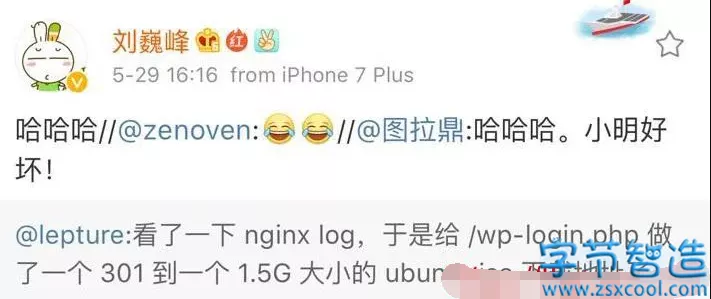 刘巍峰
红
V
5-29 16:16 from iPhone 7 Plus
哈哈哈//@zenoven:😂😂//@图拉鼎:哈哈哈。小明好
坏!
@lepture:看了一下 nginx log, 于是给 /wp-login.php 做
了一个 301 到一个 1.5G 大小的
字节智造
www.zsxcool.com